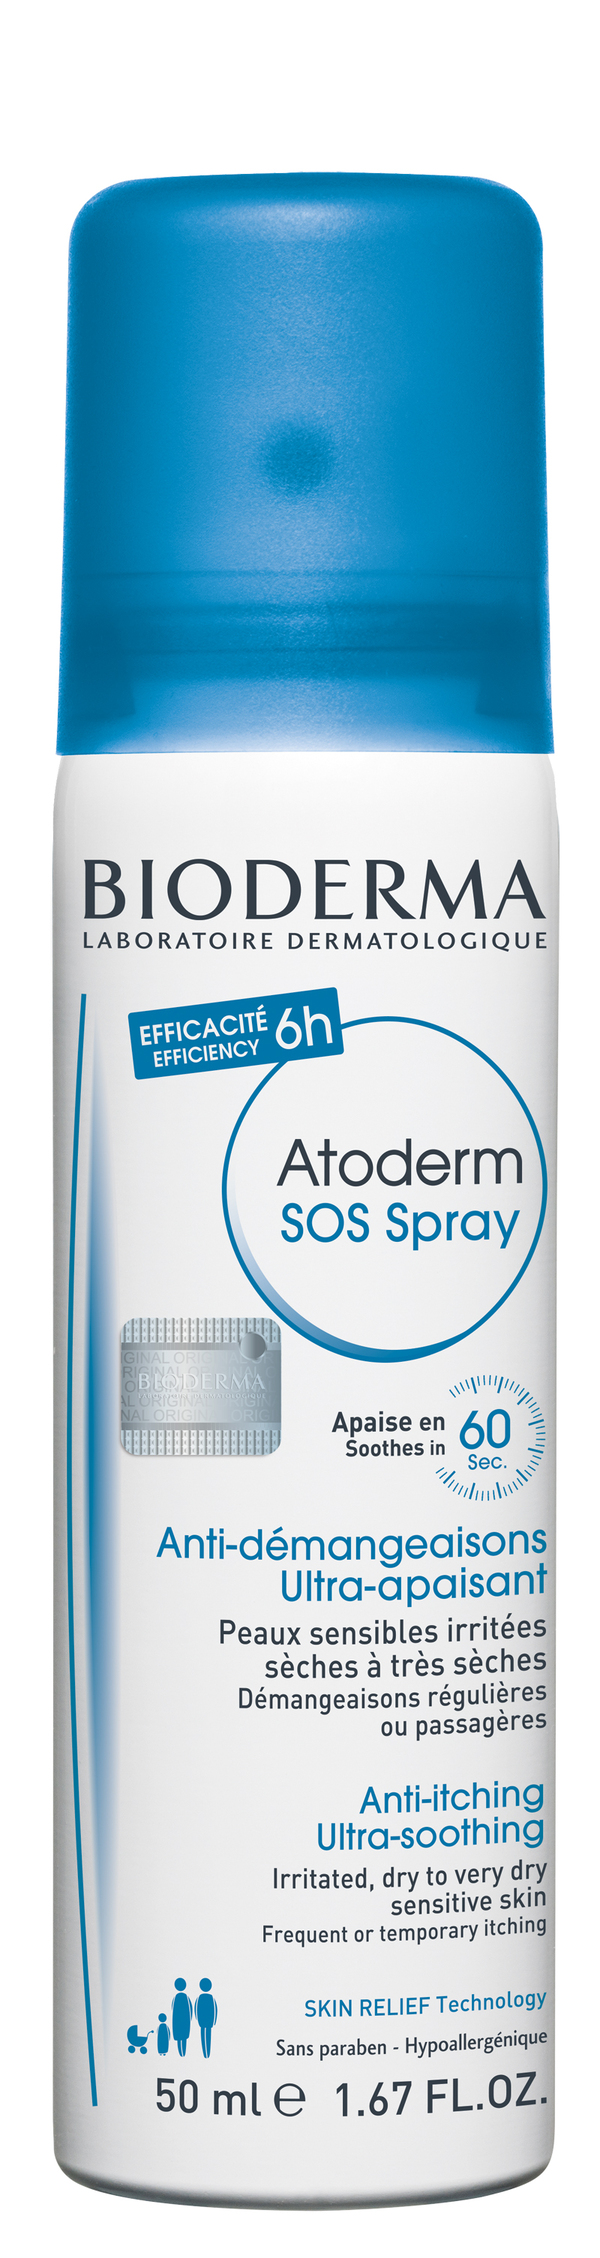 BIODERMA
LABORATOIRE DERMATOLOGIQUE
EFFICACITÉ 6h
EFFICIENCY
Atoderm
SOS Spray
BIODERMA
LABORATOIRE DERMATOLOGIQUE
Apaise en 60
Soothes in Sec.
Anti-démangeaisons
Ultra-apaisant
Peaux sensibles irritées
sèches à très sèches
Démangeaisons régulières
ou passagères
Anti-itching
Ultra-soothing
Irritated, dry to very dry
sensitive skin
Frequent or temporary itching
SKIN RELIEF Technology
Sans paraben - Hypoallergénique
50 ml e 1.67 FL.OZ.